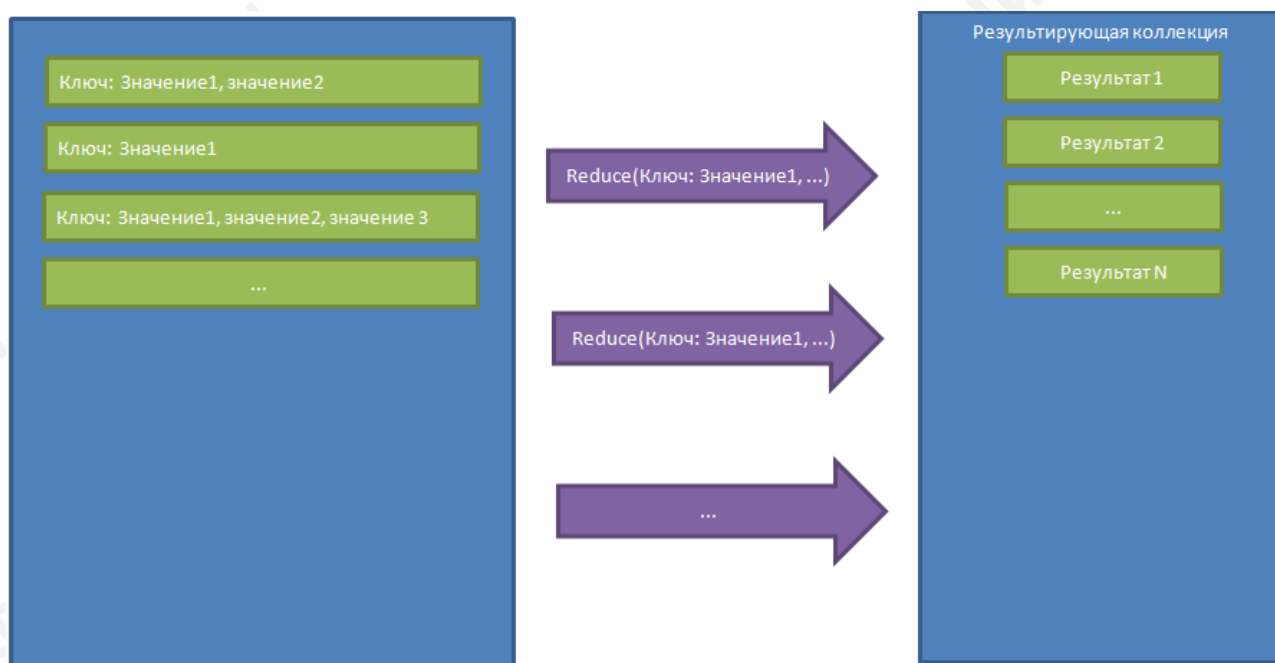 Ключ: Значение1, значение2
Ключ: Значение1
Ключ: Значение1, значение2, значение 3
...
Reduce(Ключ: Значение1, ...)
Reduce(Ключ: Значение1, ...)
...
Результирующая коллекция
Результат 1
Результат 2
...
Результат N